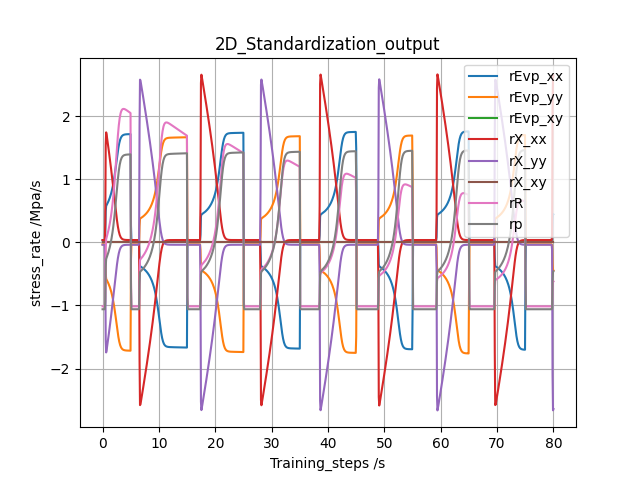 2D_Standardization_output
stress_rate /Mpa/s
2
1
0
−1
−2
rEvp_xx
rEvp_yy
rEvp_xy
rX_xx
rX_yy
rX_xy
rR
rp
0 10 20 30 40 50 60 70 80
Training_steps /s